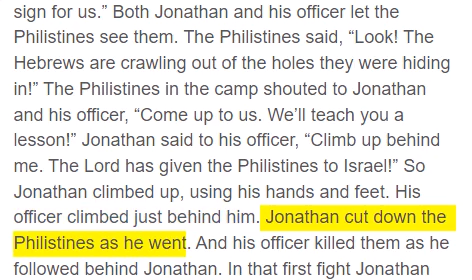 sign for us.” Both Jonathan and his officer let the
Philistines see them. The Philistines said, “Look! The
Hebrews are crawling out of the holes they were hiding
in!” The Philistines in the camp shouted to Jonathan
and his officer, “Come up to us. We’ll teach you a
lesson!” Jonathan said to his officer, “Climb up behind
me. The Lord has given the Philistines to Israel!” So
Jonathan climbed up, using his hands and feet. His
officer climbed just behind him. Jonathan cut down the
Philistines as he went. And his officer killed them as he
followed behind Jonathan. In that first fight Jonathan